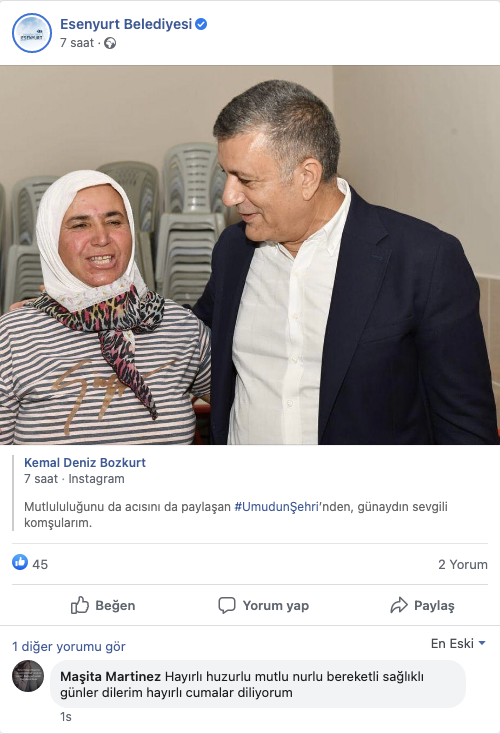 Esenyurt Belediyesi
7 saat ·
Kemal Deniz Bozkurt
7 saat · Instagram
Mutlululuğunu da acısını da paylaşan #UmudunŞehri'nden, günaydın sevgili
komşularım.
45
2 Yorum
Beğen
Yorum yap
Paylaş
1 diğer yorumu gör
En Eski
Maşita Martinez Hayırlı huzurlu mutlu nurlu bereketli sağlıklı
günler dilerim hayırlı cumalar diliyorum
1s